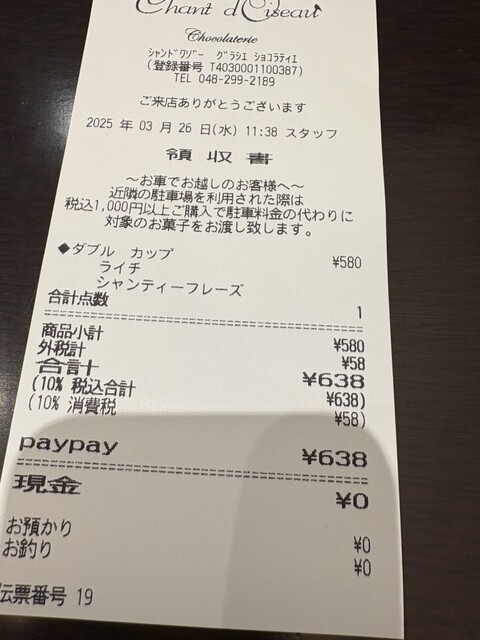 Chant d'Oiseau
Chocolaterie
ｼｬﾝﾄﾞﾜｿﾞｰ ｸﾞﾗｼｴ ｼｮｺﾗﾃｨｴ
(登録番号 T4030001100387)
TEL 048-299-2189
ご来店ありがとうございます
2025 年 03 月 26 日(水) 11:38 スタッフ
領 収 書
～お車でお越しのお客様へ～
近隣の駐車場を利用された際は
税込1,000円以上ご購入で駐車料金の代わりに
対象のお菓子をお渡し致します。
◆ダブル カップ ¥580
ライチ
シャンティーフレーズ
合計点数 1
商品小計 ¥580
外税計 ¥58
合計 ¥638
(10% 税込合計 ¥638)
(10% 消費税 ¥58)
paypay ¥638
現金 ¥0
お預かり ¥0
お釣り ¥0
伝票番号 19